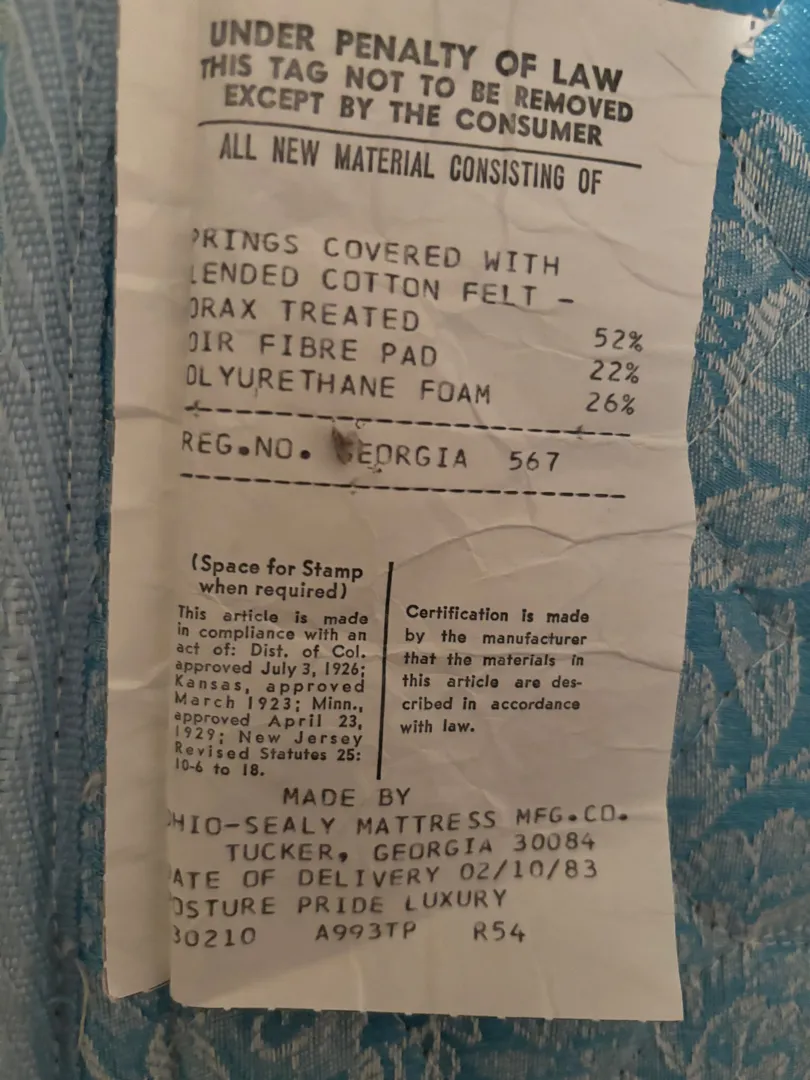 UNDER PENALTY OF LAW
THIS TAG NOT TO BE REMOVED
EXCEPT BY THE CONSUMER
ALL NEW MATERIAL CONSISTING OF
PRINGS COVERED WITH
LENDED COTTON FELT -
ORAX TREATED 52%
OIR FIBRE PAD 22%
OLYURETHANE FOAM 26%
REG.NO. GEORGIA 567
(Space for Stamp
when required)
This article is made
in compliance with an
act of: Dist. of Col.
approved July 3, 1926;
Kansas, approved
March 1923; Minn.,
approved April 23,
1929; New Jersey
Revised Statutes 25:
10-6 to 18.
Certification is made
by the manufacturer
that the materials in
this article are des-
cribed in accordance
with law.
MADE BY
OHIO-SEALY MATTRESS MFG.CO.
TUCKER, GEORGIA 30084
ATE OF DELIVERY 02/10/83
OSTURE PRIDE LUXURY
30210 A993TP R54